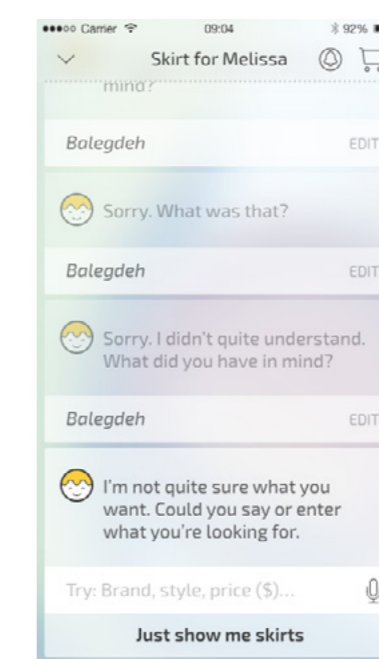 Carrier 09:04 92%
Skirt for Melissa
mind?
Balegdeh EDIT
Sorry. What was that?
Balegdeh EDIT
Sorry. I didn't quite understand.
What did you have in mind?
Balegdeh EDIT
I'm not quite sure what you
want. Could you say or enter
what you're looking for.
Try: Brand, style, price ($)...
Just show me skirts